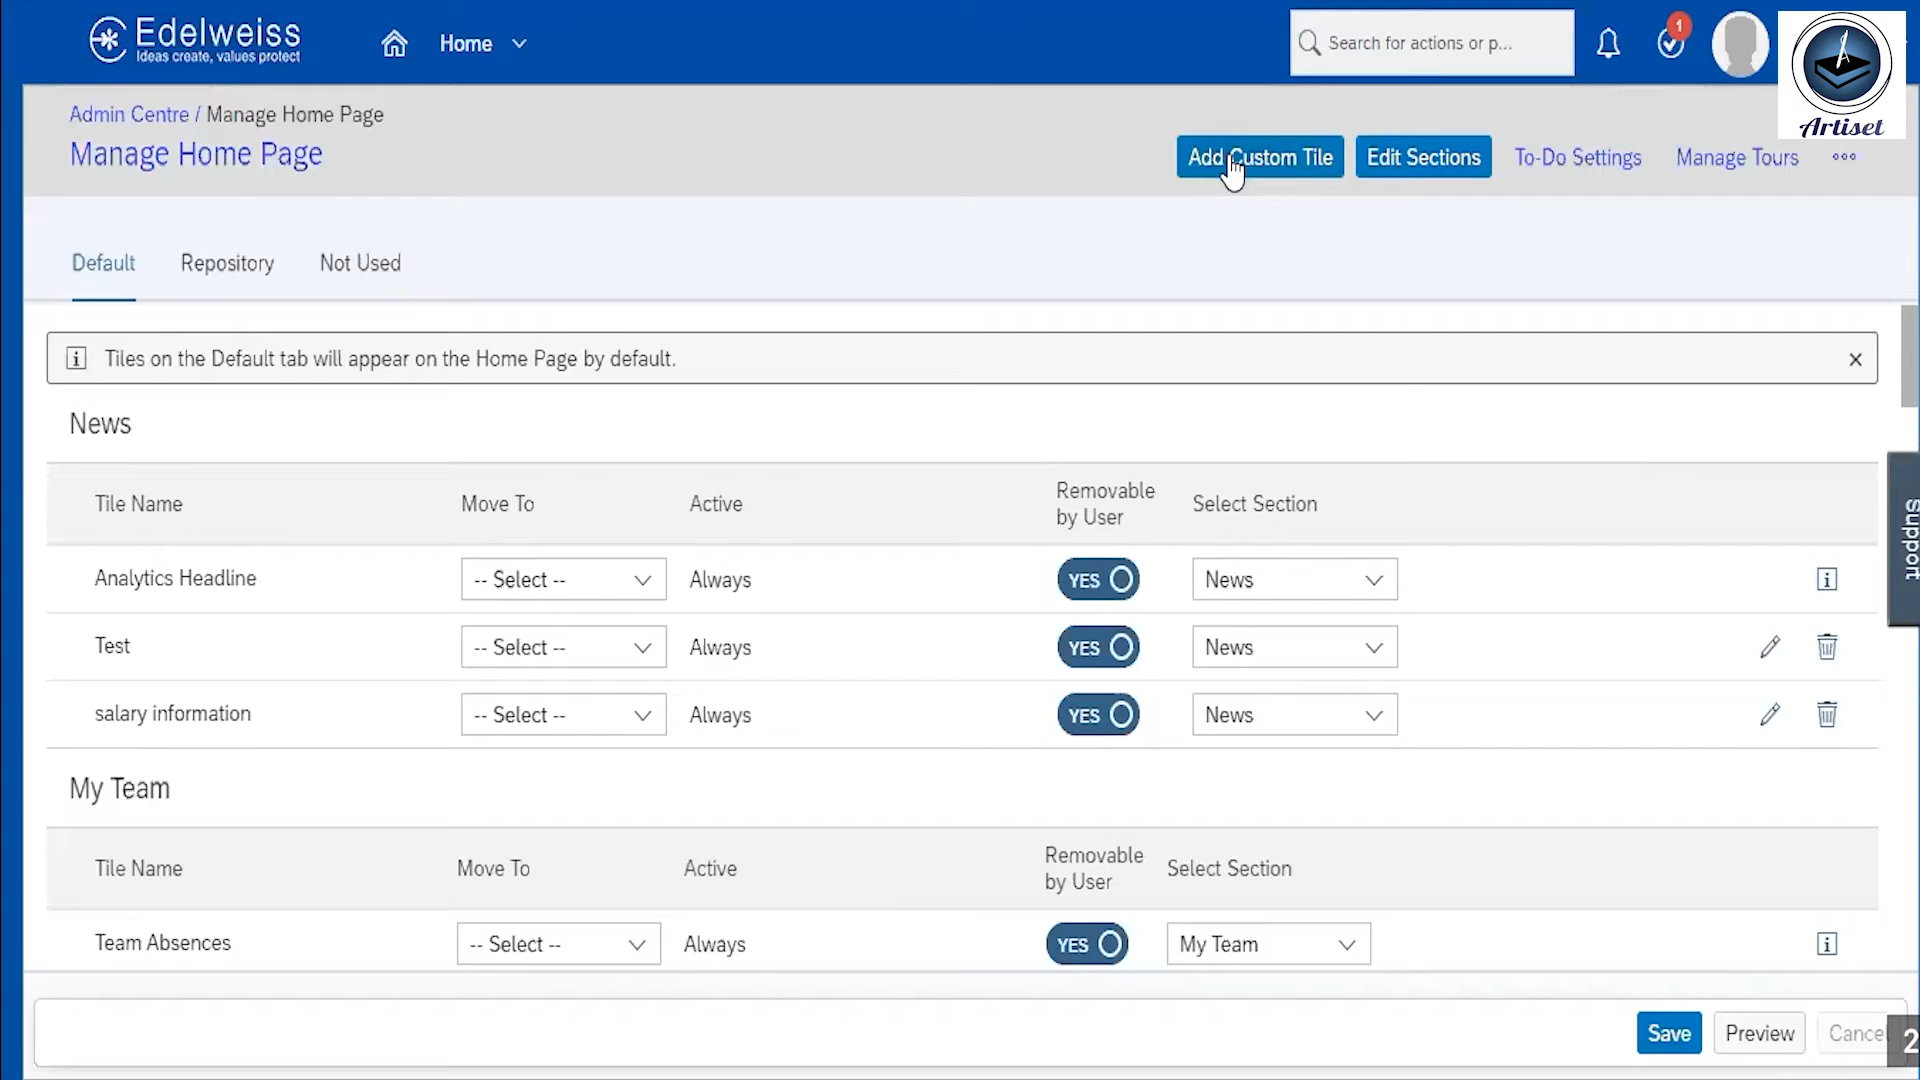 Edelweiss
Ideas create, values protect
Home
Search for actions or p...
1
Artiset
Admin Centre / Manage Home Page
Manage Home Page
Add Custom Tile
Edit Sections
To-Do Settings
Manage Tours
Default
Repository
Not Used
Tiles on the Default tab will appear on the Home Page by default.
News
Tile Name
Move To
Active
Removable
by User
Select Section
Analytics Headline
-- Select --
Always
YES
News
Test
-- Select --
Always
YES
News
salary information
-- Select --
Always
YES
News
Support
My Team
Tile Name
Move To
Active
Removable
by User
Select Section
Team Absences
-- Select --
Always
YES
My Team
Save
Preview
Cancel
2